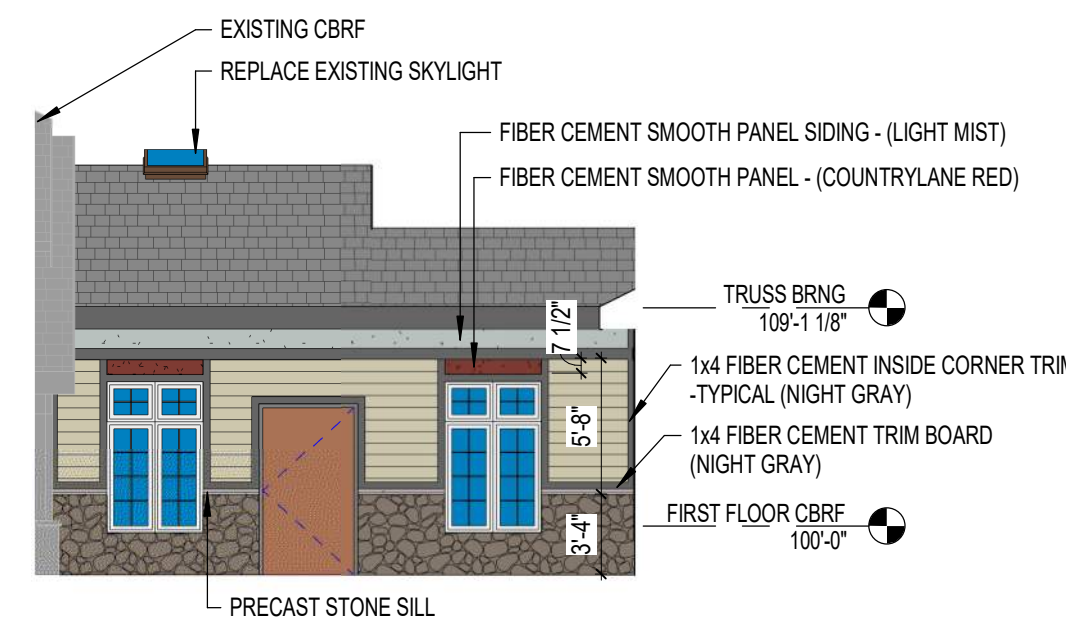 EXISTING CBRF
REPLACE EXISTING SKYLIGHT
FIBER CEMENT SMOOTH PANEL SIDING - (LIGHT MIST)
FIBER CEMENT SMOOTH PANEL - (COUNTRYLANE RED)
7 1/2"
TRUSS BRNG
109'-1 1/8"
1x4 FIBER CEMENT INSIDE CORNER TRIM
-TYPICAL (NIGHT GRAY)
5'-8"
1x4 FIBER CEMENT TRIM BOARD
(NIGHT GRAY)
FIRST FLOOR CBRF
100'-0"
3'-4"
PRECAST STONE SILL